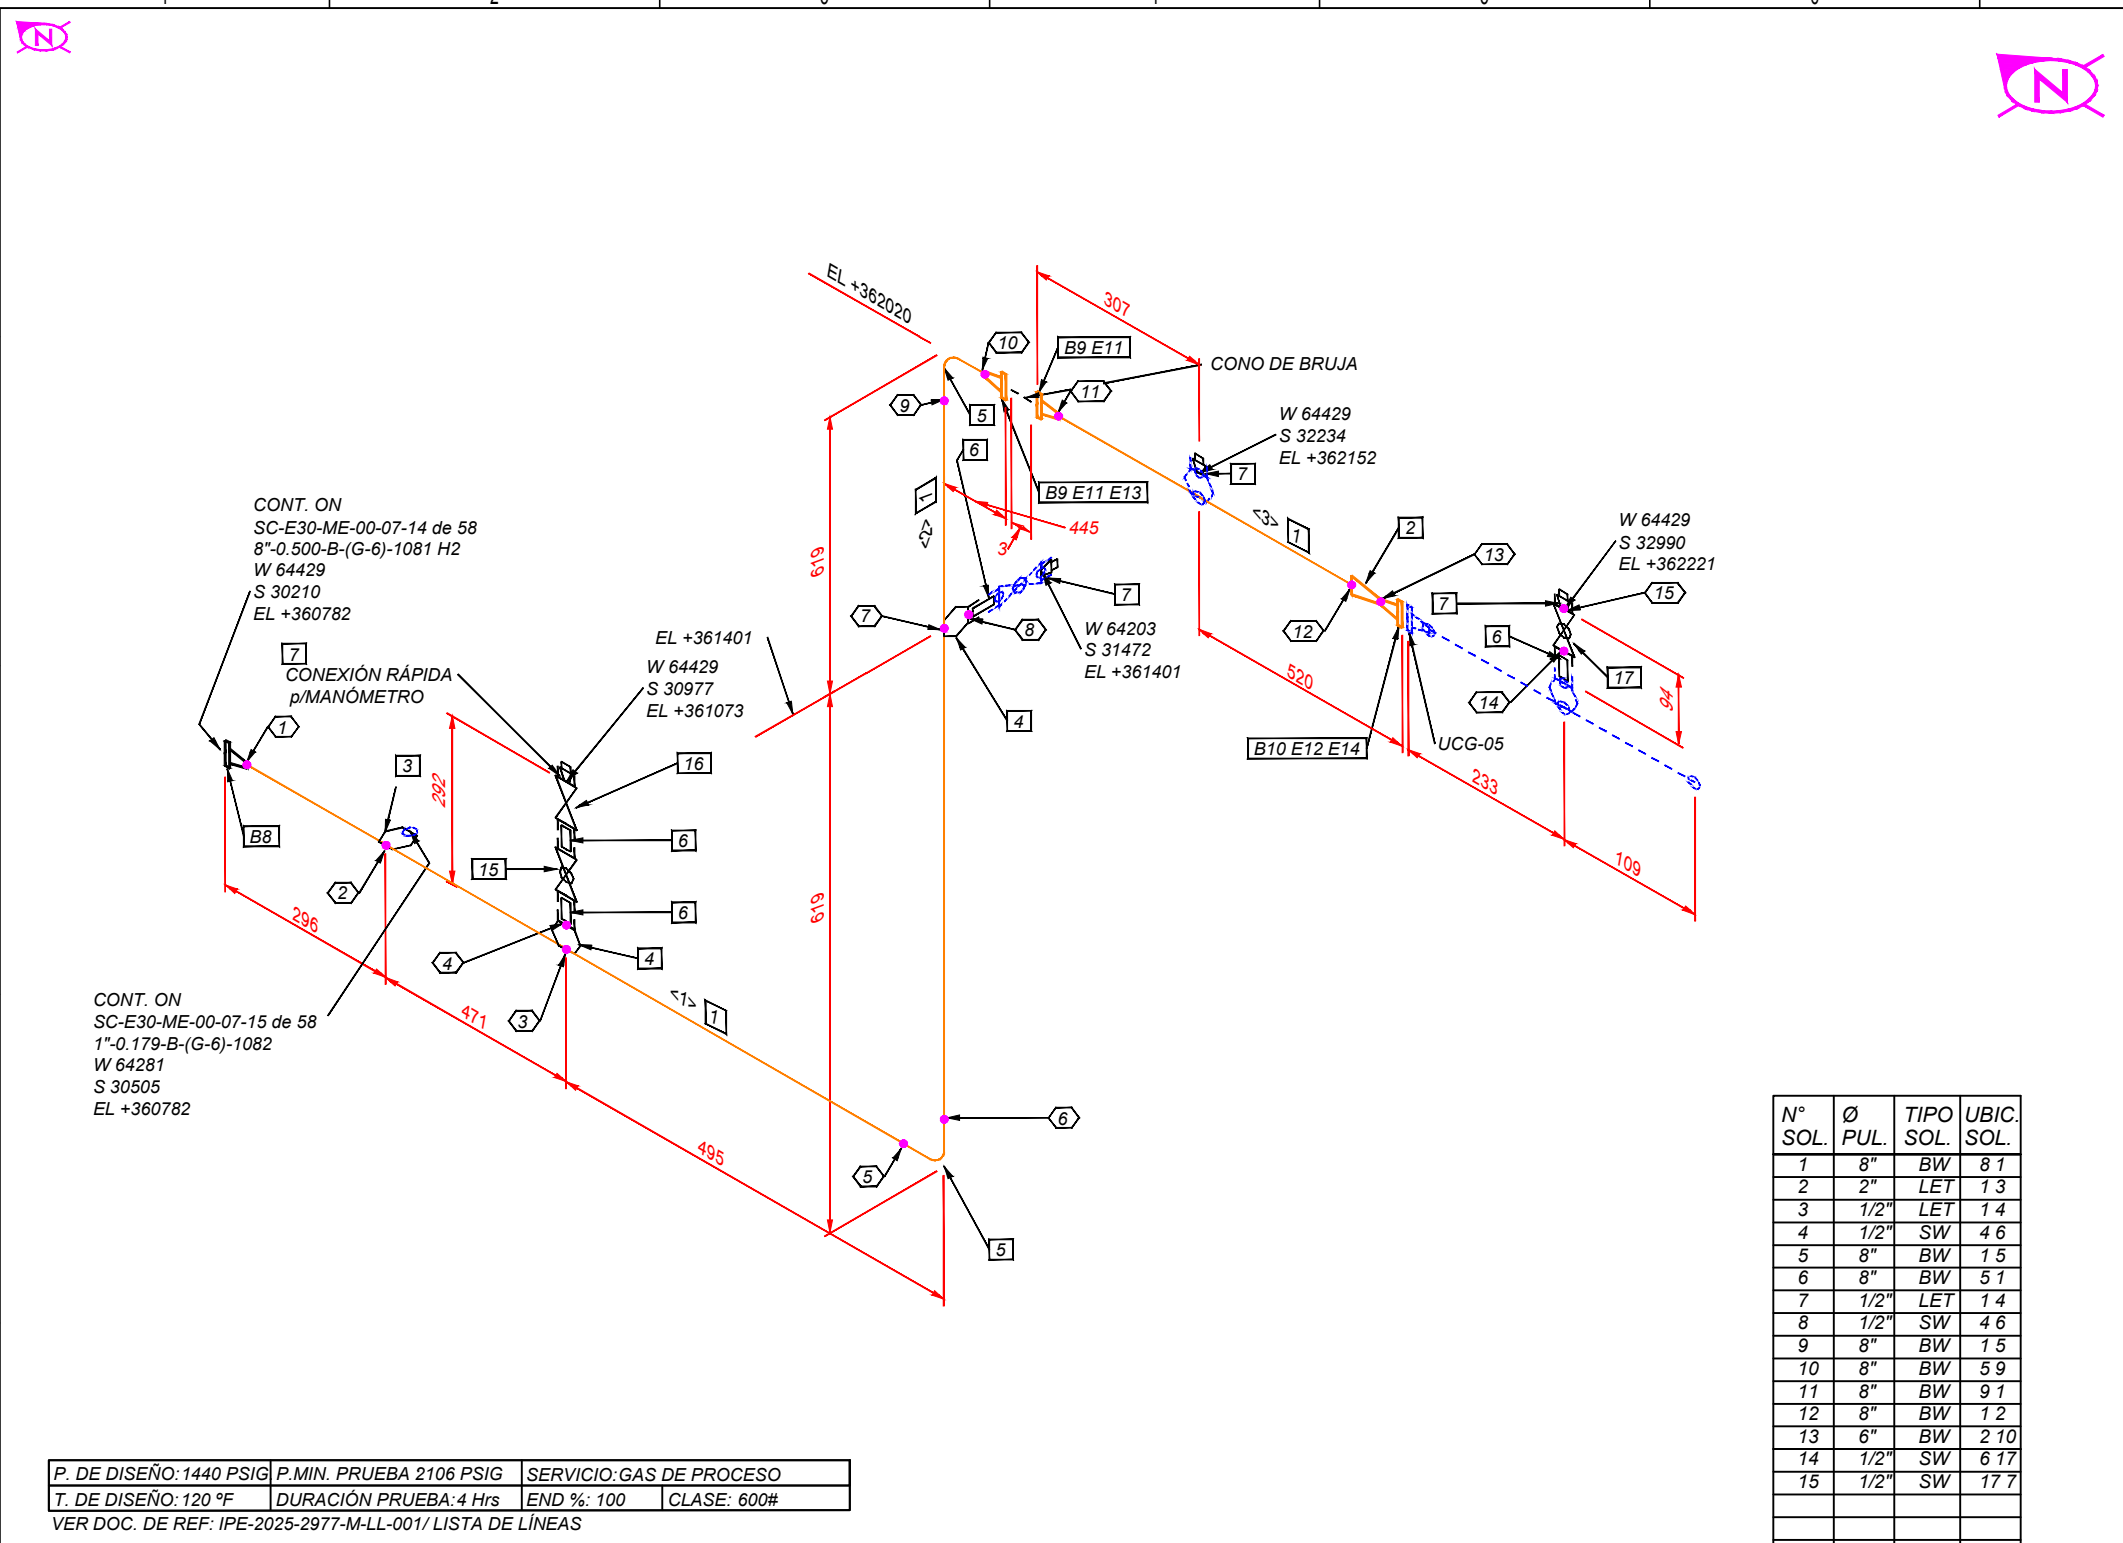 N
N
EL +362020
307
10
B9 E11
CONO DE BRUJA
11
9
5
W 64429
S 32234
EL +362152
7
6
B9 E11 E13
1
<2>
445
3
619
CONT. ON
SC-E30-ME-00-07-14 de 58
8"-0.500-B-(G-6)-1081 H2
W 64429
S 30210
EL +360782
<3>
1
2
13
W 64429
S 32990
EL +362221
7
15
7
8
7
W 64203
S 31472
EL +361401
12
6
17
EL +361401
W 64429
S 30977
EL +361073
7
CONEXIÓN RÁPIDA
p/MANÓMETRO
520
14
94
4
1
3
292
16
B10 E12 E14
UCG-05
233
B8
6
15
2
109
296
6
619
4
4
CONT. ON
SC-E30-ME-00-07-15 de 58
1"-0.179-B-(G-6)-1082
W 64281
S 30505
EL +360782
471
3
<1>
1
6
495
5
5
N° SOL. Ø PUL. TIPO SOL. UBIC. SOL.
1 8" BW 8 1
2 2" LET 1 3
3 1/2" LET 1 4
4 1/2" SW 4 6
5 8" BW 1 5
6 8" BW 5 1
7 1/2" LET 1 4
8 1/2" SW 4 6
9 8" BW 1 5
10 8" BW 5 9
11 8" BW 9 1
12 8" BW 1 2
13 6" BW 2 10
14 1/2" SW 6 17
15 1/2" SW 17 7
P. DE DISEÑO: 1440 PSIG P.MIN. PRUEBA 2106 PSIG SERVICIO: GAS DE PROCESO
T. DE DISEÑO: 120 ºF DURACIÓN PRUEBA: 4 Hrs END %: 100 CLASE: 600#
VER DOC. DE REF: IPE-2025-2977-M-LL-001/ LISTA DE LÍNEAS